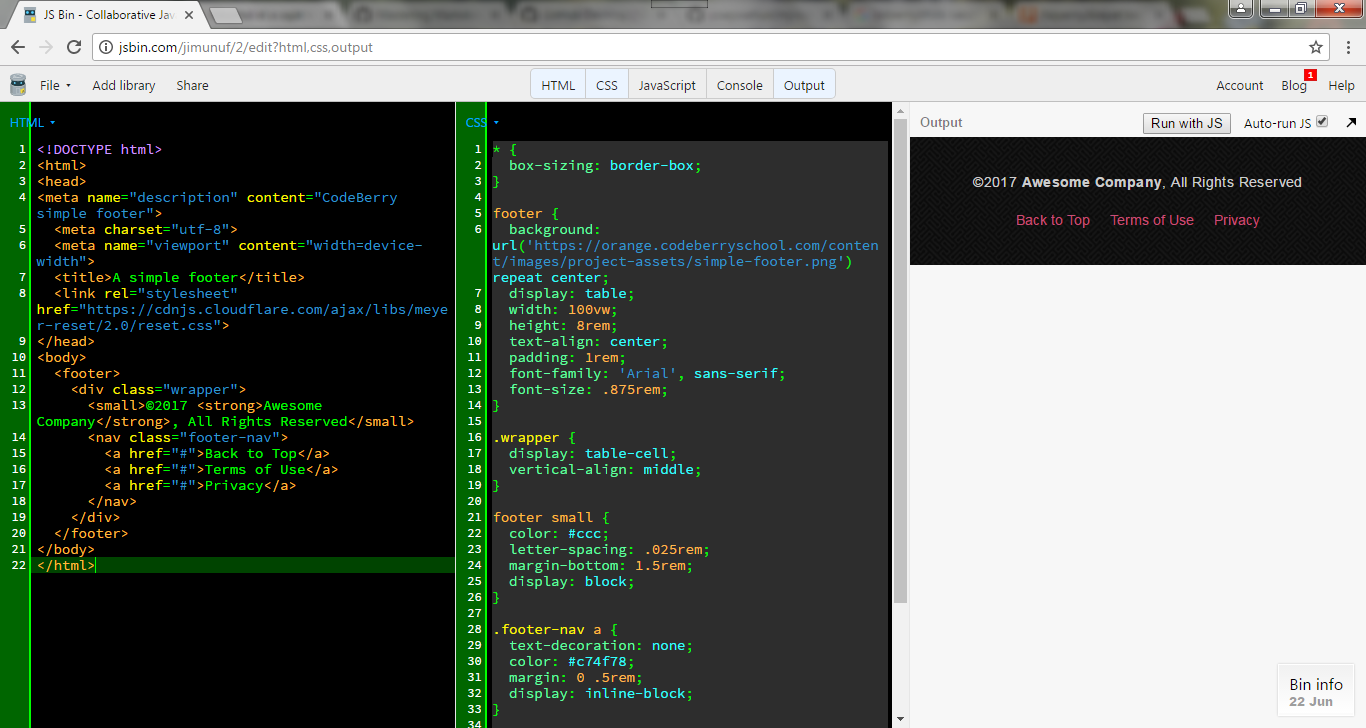 JS Bin - Collaborative Jav
jsbin.com/jimunuf/2/edit?html,css,output
File Add library Share HTML CSS JavaScript Console Output Account Blog 1 Help
HTML
1 <!DOCTYPE html>
2 <html>
3 <head>
4 <meta name="description" content="CodeBerry
simple footer">
5 <meta charset="utf-8">
6 <meta name="viewport" content="width=device-
width">
7 <title>A simple footer</title>
8 <link rel="stylesheet"
href="https://cdnjs.cloudflare.com/ajax/libs/meye
r-reset/2.0/reset.css">
9 </head>
10 <body>
11 <footer>
12 <div class="wrapper">
13 <small>©2017 <strong>Awesome
Company</strong>, All Rights Reserved</small>
14 <nav class="footer-nav">
15 <a href="#">Back to Top</a>
16 <a href="#">Terms of Use</a>
17 <a href="#">Privacy</a>
18 </nav>
19 </div>
20 </footer>
21 </body>
22 </html>
CSS
1 * {
2 box-sizing: border-box;
3 }
4
5 footer {
6 background:
url('https://orange.codeberryschool.com/conten
t/images/project-assets/simple-footer.png')
repeat center;
7 display: table;
8 width: 100vw;
9 height: 8rem;
10 text-align: center;
11 padding: 1rem;
12 font-family: 'Arial', sans-serif;
13 font-size: .875rem;
14 }
15
16 .wrapper {
17 display: table-cell;
18 vertical-align: middle;
19 }
20
21 footer small {
22 color: #ccc;
23 letter-spacing: .025rem;
24 margin-bottom: 1.5rem;
25 display: block;
26 }
27
28 .footer-nav a {
29 text-decoration: none;
30 color: #c74f78;
31 margin: 0 .5rem;
32 display: inline-block;
33 }
34
Output Run with JS Auto-run JS
©2017 Awesome Company, All Rights Reserved
Back to Top Terms of Use Privacy
Bin info
22 Jun